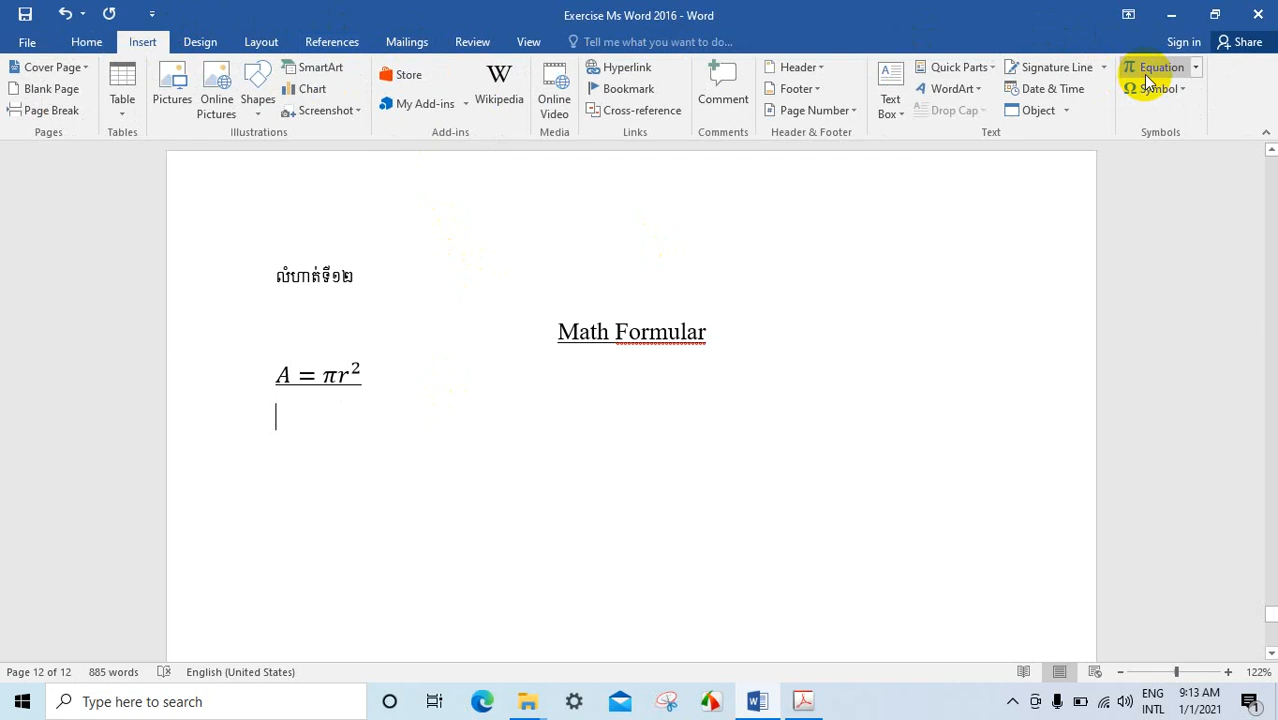 Exercise Ms Word 2016 - Word
File Home Insert Design Layout References Mailings Review View Tell me what you want to do... Sign in Share
Cover Page
Blank Page
Page Break
Pages
Table
Tables
Pictures
Online Pictures
Shapes
SmartArt
Chart
Screenshot
Illustrations
Store
My Add-ins
Wikipedia
Add-ins
Online Video
Media
Hyperlink
Bookmark
Cross-reference
Links
Comment
Comments
Header
Footer
Page Number
Header & Footer
Text Box
Quick Parts
WordArt
Drop Cap
Signature Line
Date & Time
Object
Text
π Equation
Ω Symbol
Symbols
លំហាត់ទី១២
Math Formular
A = πr²
Page 12 of 12 885 words English (United States) 122%
Type here to search
ENG
INTL
9:13 AM
1/1/2021